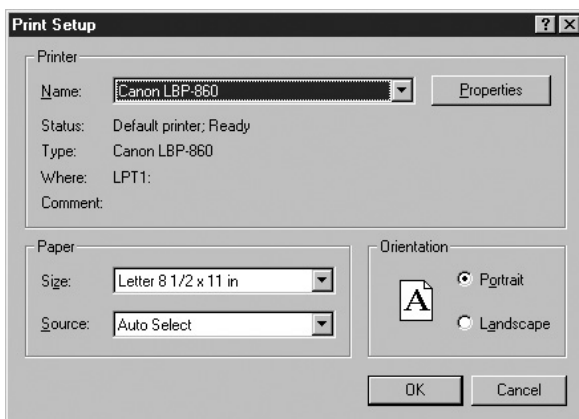 Print Setup
Printer
Name: Canon LBP-860 Properties
Status: Default printer; Ready
Type: Canon LBP-860
Where: LPT1:
Comment:
Paper
Size: Letter 8 1/2 x 11 in
Source: Auto Select
Orientation
A
Portrait
Landscape
OK Cancel